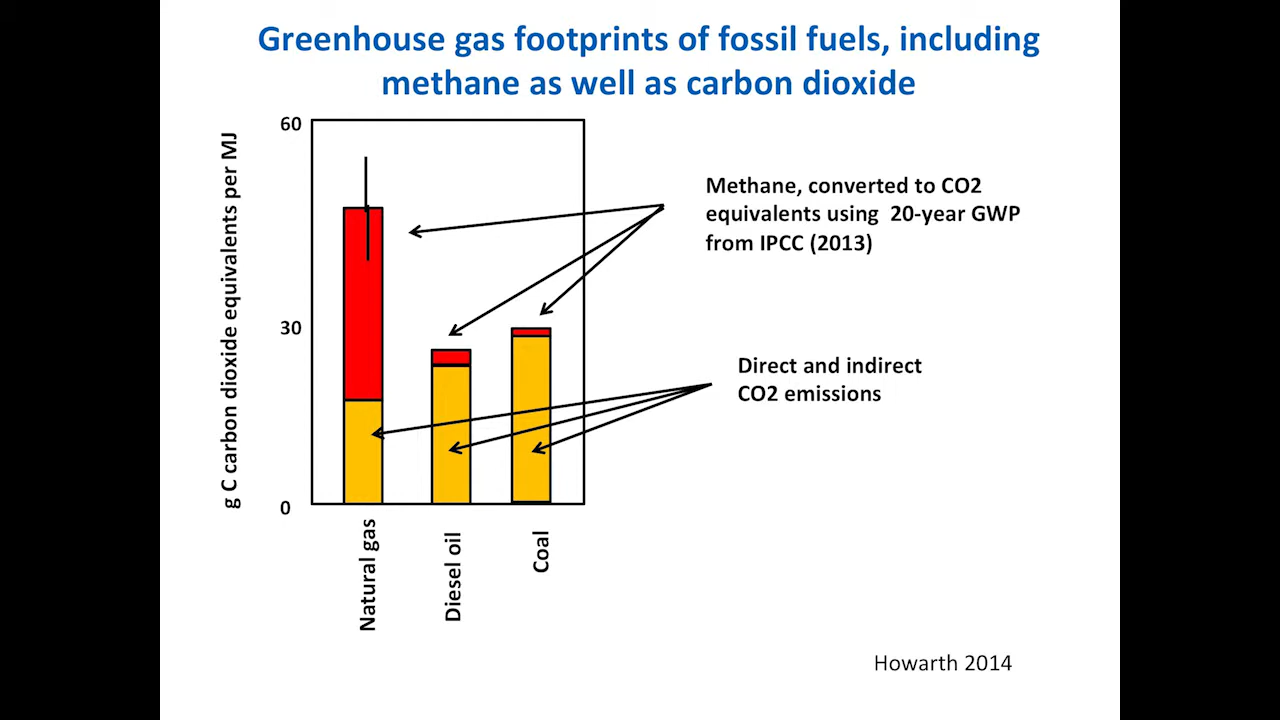 Greenhouse gas footprints of fossil fuels, including
methane as well as carbon dioxide
g C carbon dioxide equivalents per MJ
60
30
0
Natural gas
Diesel oil
Coal
Methane, converted to CO2
equivalents using 20-year GWP
from IPCC (2013)
Direct and indirect
CO2 emissions
Howarth 2014